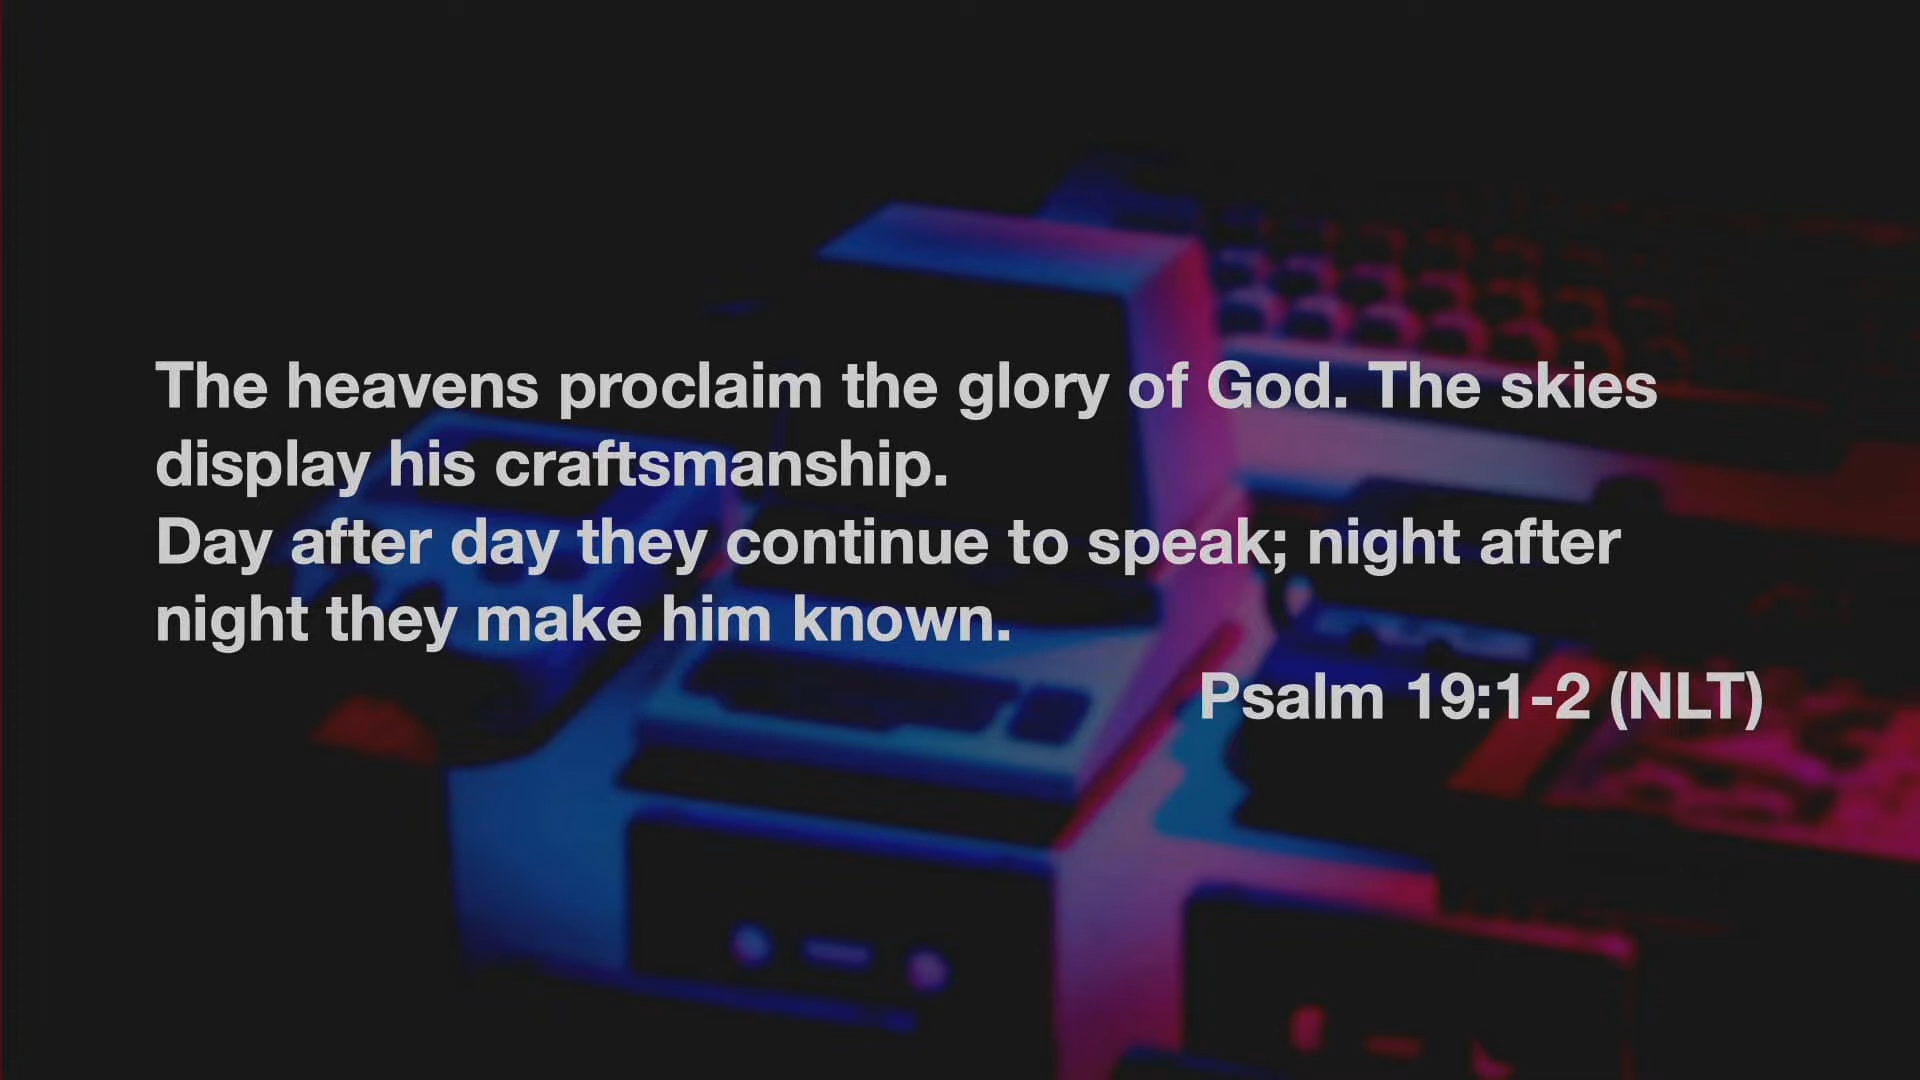 The heavens proclaim the glory of God. The skies
display his craftsmanship.
Day after day they continue to speak; night after
night they make him known.
Psalm 19:1-2 (NLT)